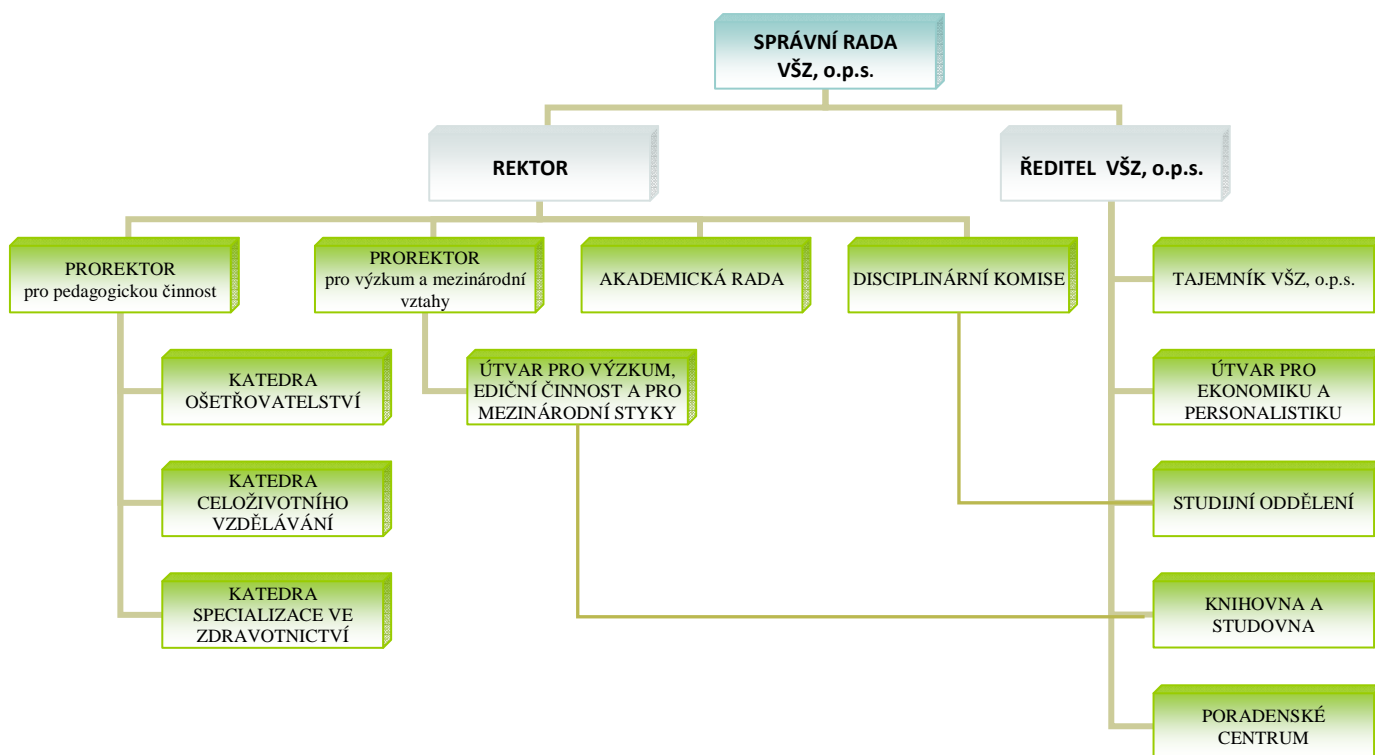 SPRÁVNÍ RADA
VŠZ, o.p.s.
REKTOR
ŘEDITEL VŠZ, o.p.s.
PROREKTOR
pro pedagogickou činnost
PROREKTOR
pro výzkum a mezinárodní
vztahy
AKADEMICKÁ RADA
DISCIPLINÁRNÍ KOMISE
TAJEMNÍK VŠZ, o.p.s.
KATEDRA
OŠETŘOVATELSTVÍ
ÚTVAR PRO VÝZKUM,
EDIČNÍ ČINNOST A PRO
MEZINÁRODNÍ STYKY
ÚTVAR PRO
EKONOMIKU A
PERSONALISTIKU
KATEDRA
CELOŽIVOTNÍHO
VZDĚLÁVÁNÍ
STUDIJNÍ ODDĚLENÍ
KATEDRA
SPECIALIZACE VE
ZDRAVOTNICTVÍ
KNIHOVNA A
STUDOVNA
PORADENSKÉ
CENTRUM